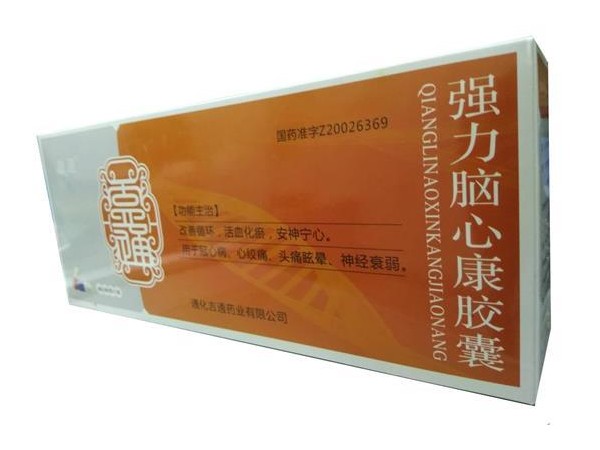 强力脑心康胶囊
QIANGLINAOXINKANGJIAONANG
国药准字Z20026369
【功能主治】
改善循环，活血化瘀，安神宁心。
用于冠心病、心绞痛、头痛眩晕、神经衰弱。
通化吉通药业有限公司